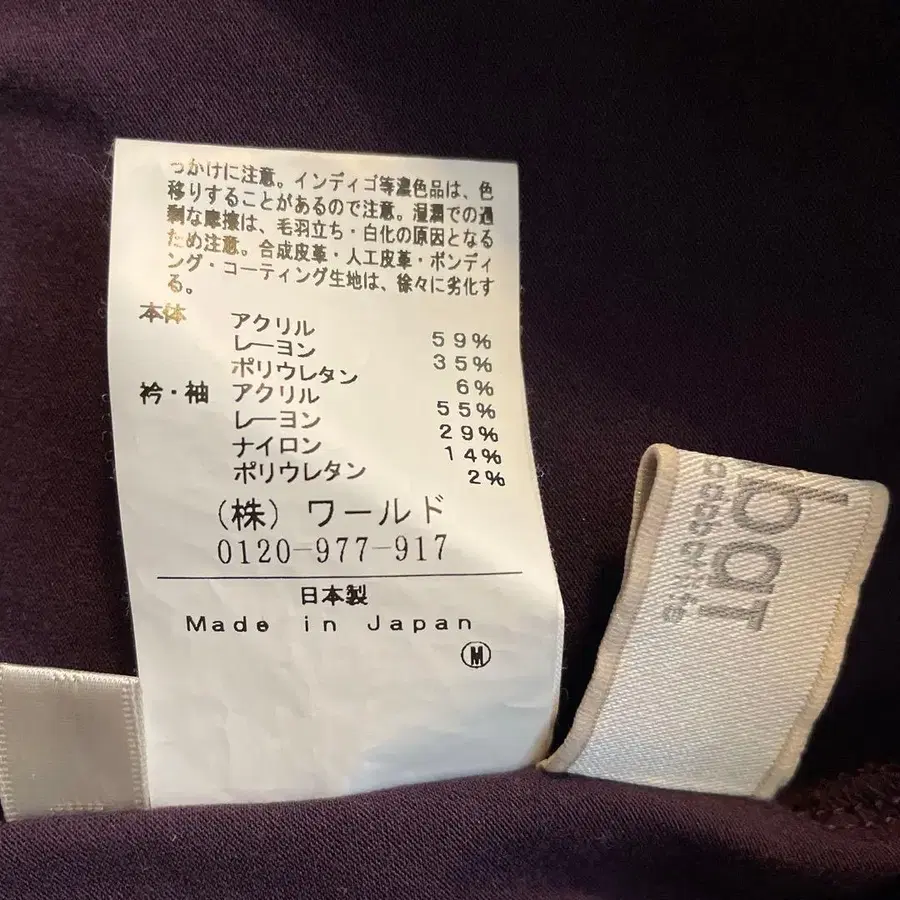 っかけに注意。インディゴ等濃色品は、色
移りすることがあるので注意。湿潤での過
剰な摩擦は、毛羽立ち・白化の原因となる
ため注意。合成皮革・人工皮革・ボンディ
ング・コーティング生地は、徐々に劣化す
る。
本体 アクリル 59%
レーヨン 35%
ポリウレタン 6%
衿・袖 アクリル 55%
レーヨン 29%
ナイロン 14%
ポリウレタン 2%
(株) ワールド
0120-977-917
日本製
Made in Japan
M